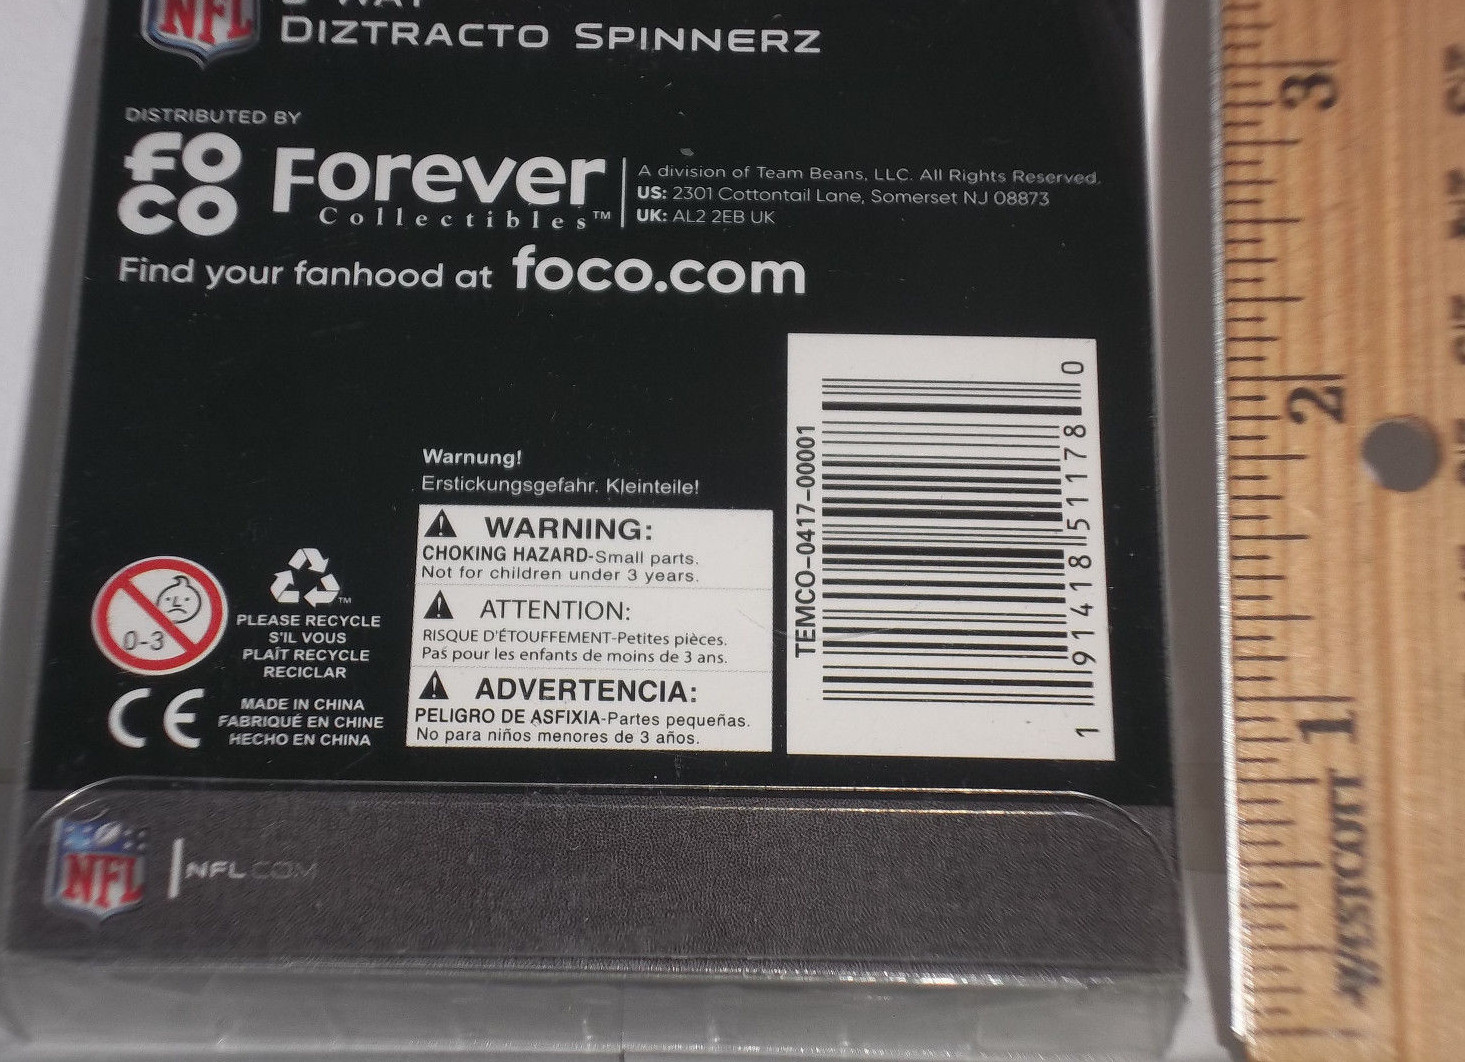 NFL
DIZTRACTO SPINNERZ
DISTRIBUTED BY
FOCO
Forever
Collectibles™
A division of Team Beans, LLC. All Rights Reserved.
US: 2301 Cottontail Lane, Somerset NJ 08873
UK: AL2 2EB UK
Find your fanhood at foco.com
Warnung!
Erstickungsgefahr. Kleinteile!
WARNING:
CHOKING HAZARD-Small parts.
Not for children under 3 years.
ATTENTION:
RISQUE D'ÉTOUFFEMENT-Petites pièces.
Pas pour les enfants de moins de 3 ans.
ADVERTENCIA:
PELIGRO DE ASFIXIA-Partes pequeñas.
No para niños menores de 3 años.
0-3
PLEASE RECYCLE
S'IL VOUS
PLAÎT RECYCLE
RECICLAR
CE
MADE IN CHINA
FABRIQUÉ EN CHINE
HECHO EN CHINA
TEMCO-0417-00001
1 91418 51178 0
NFL
NFL.COM
3
2
1
WESTCOTT